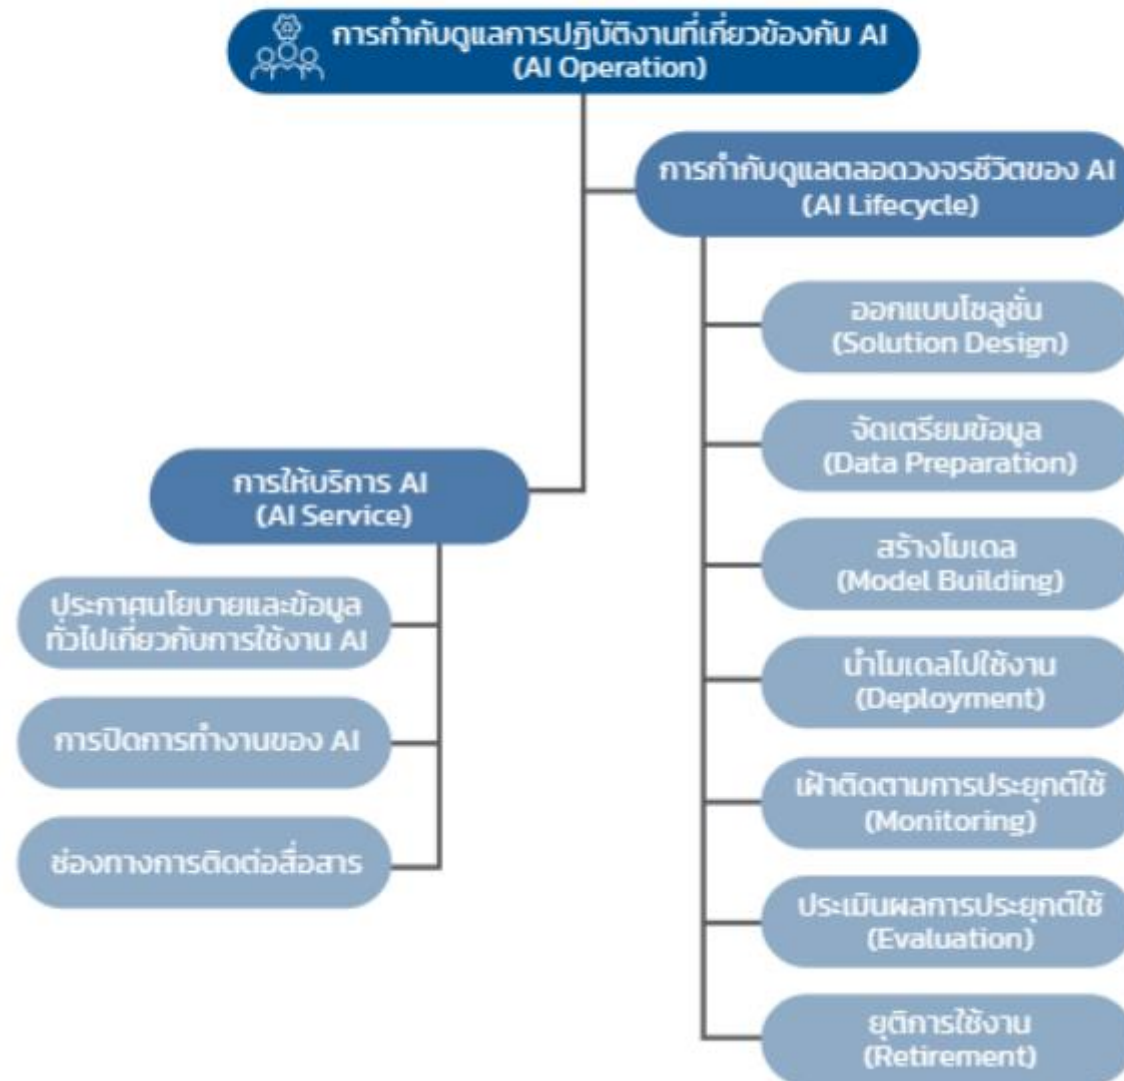 การกำกับดูแลการปฏิบัติงานที่เกี่ยวข้องกับ AI
(AI Operation)
การกำกับดูแลตลอดวงจรชีวิตของ AI
(AI Lifecycle)
ออกแบบโซลูชั่น
(Solution Design)
จัดเตรียมข้อมูล
(Data Preparation)
สร้างโมเดล
(Model Building)
นำโมเดลไปใช้งาน
(Deployment)
เฝ้าติดตามการประยุกต์ใช้
(Monitoring)
ประเมินผลการประยุกต์ใช้
(Evaluation)
ยุติการใช้งาน
(Retirement)
การให้บริการ AI
(AI Service)
ประกาศนโยบายและข้อมูล
ทั่วไปเกี่ยวกับการใช้งาน AI
การปิดการทำงานของ AI
ช่องทางการติดต่อสื่อสาร